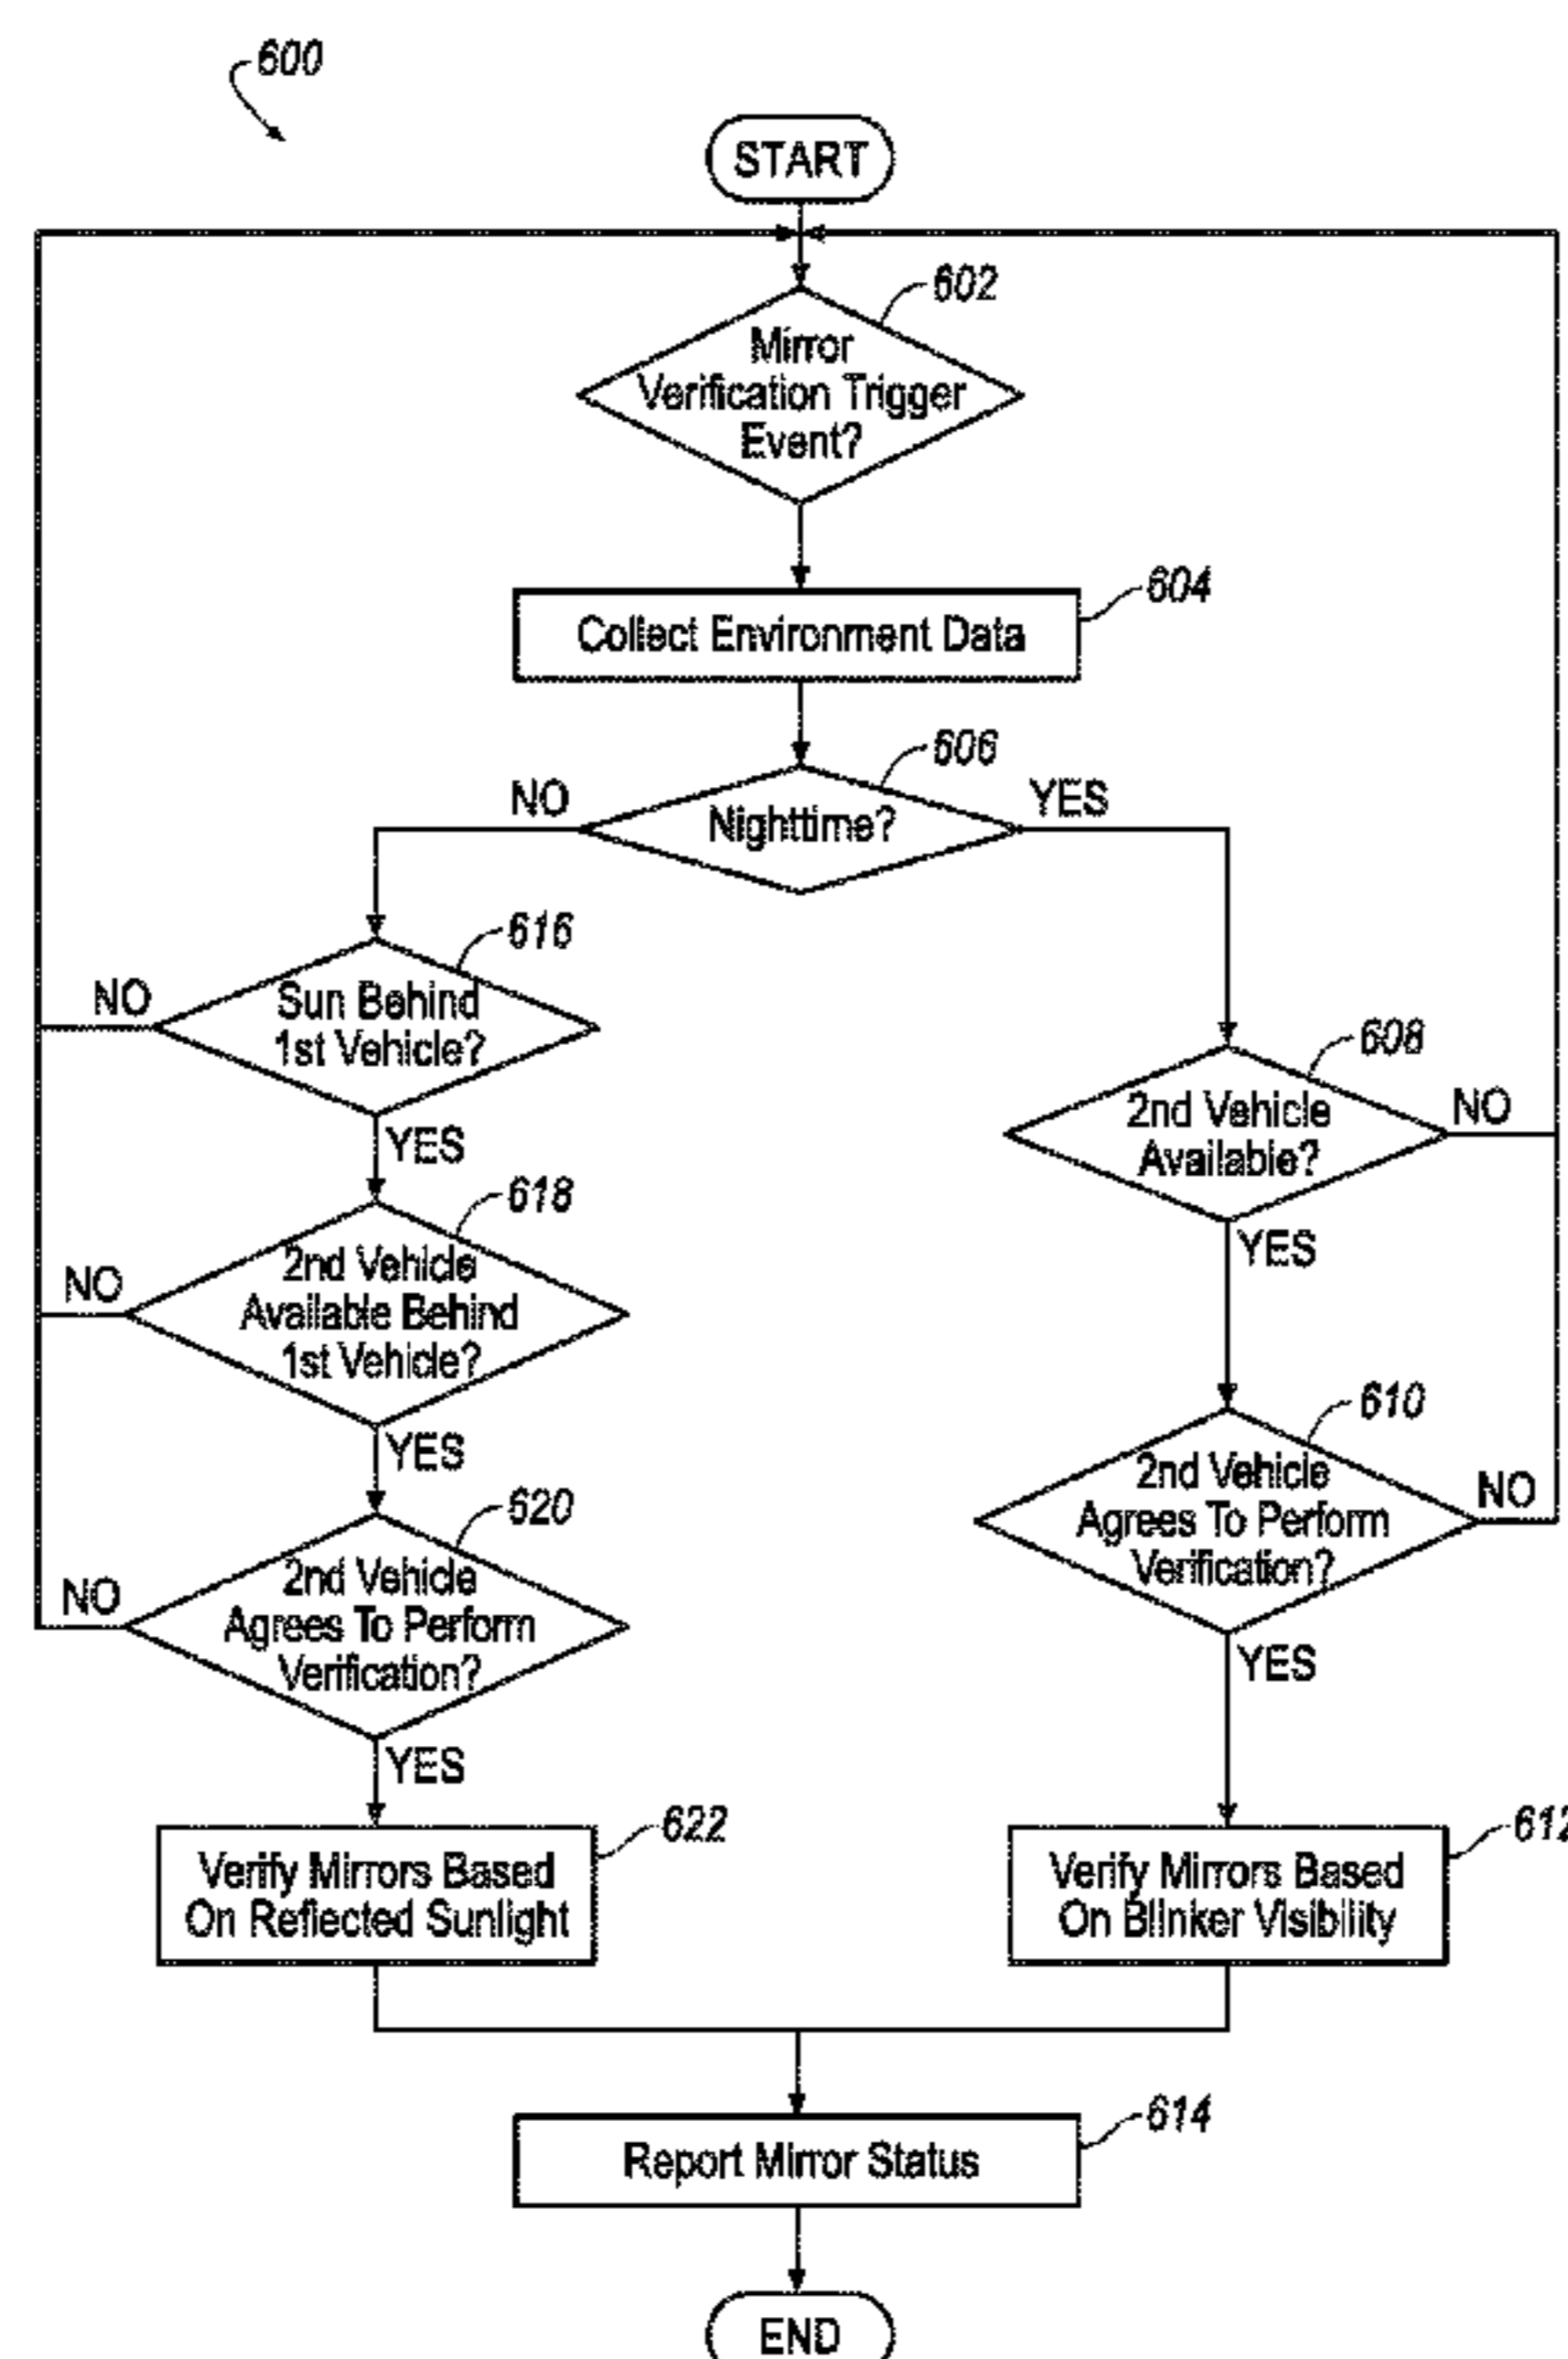 600
START
602
Mirror
Verification Trigger
Event?
604
Collect Environment Data
606
NO
Nighttime?
YES
616
NO
Sun Behind
1st Vehicle?
YES
608
2nd Vehicle
Available?
NO
YES
618
NO
2nd Vehicle
Available Behind
1st Vehicle?
YES
610
2nd Vehicle
Agrees To Perform
Verification?
NO
YES
620
NO
2nd Vehicle
Agrees To Perform
Verification?
YES
622
Verify Mirrors Based
On Reflected Sunlight
612
Verify Mirrors Based
On Blinker Visibility
614
Report Mirror Status
END